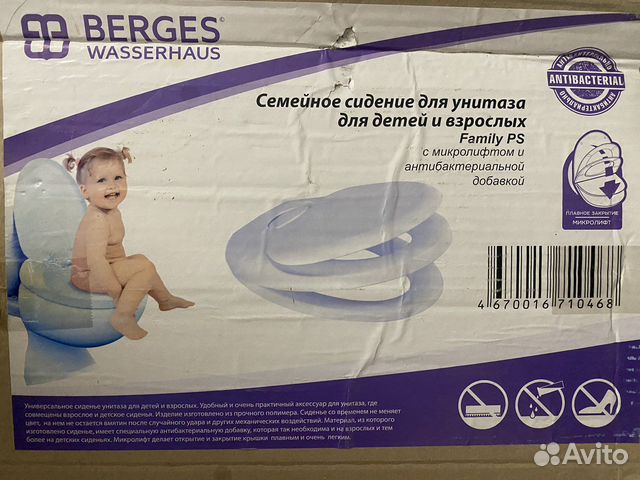 BERGES
WASSERHAUS
ANTIBACTERIAL
Семейное сидение для унитаза
для детей и взрослых
Family PS
с микролифтом и
антибактериальной
добавкой
ПЛАВНОЕ ЗАКРЫТИЕ
МИКРОЛИФТ
4 670016 710468
Универсальное сиденье унитаза для детей и взрослых. Удобный и очень практичный аксессуар для унитаза, где
совмещены взрослое и детское сиденья. Изделие изготовлено из прочного полимера. Сиденье со временем не меняет
цвет, на нем не остается вмятин после случайного удара и других механических воздействий. Материал, из которого
изготовлено сиденье, имеет специальную антибактериальную добавку, которая так необходима и на взрослых и тем
более на детских сиденьях. Микролифт делает открытие и закрытие крышки плавным и очень легким.
Avito